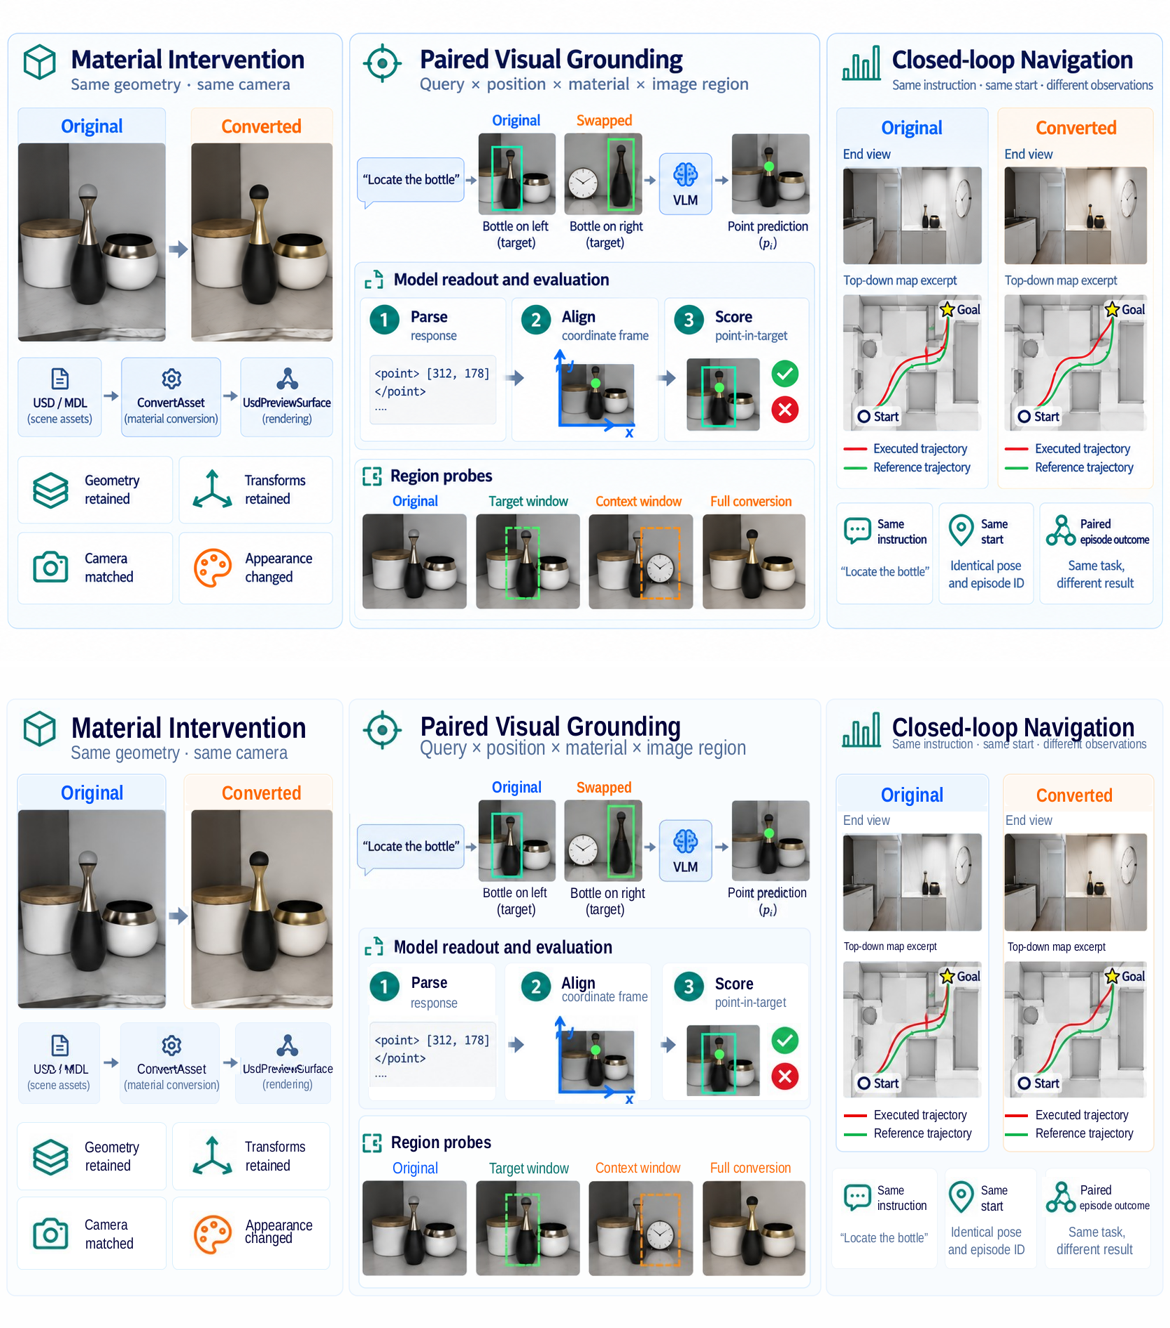 Material Intervention
Same geometry · same camera
Original
Converted
USD / MDL
(scene assets)
ConvertAsset
(material conversion)
UsdPreviewSurface
(rendering)
Geometry
retained
Transforms
retained
Camera
matched
Appearance
changed
Paired Visual Grounding
Query × position × material × image region
Original
Swapped
"Locate the bottle"
VLM
Bottle on left
(target)
Bottle on right
(target)
Point prediction
(pᵢ)
Model readout and evaluation
1 Parse
response
2 Align
coordinate frame
3 Score
point-in-target
<point> [312, 178]
</point>
....
y
x
Region probes
Original
Target window
Context window
Full conversion
Closed-loop Navigation
Same instruction · same start · different observations
Original
Converted
End view
End view
Top-down map excerpt
Top-down map excerpt
Goal
Start
Goal
Start
Executed trajectory
Reference trajectory
Executed trajectory
Reference trajectory
Same
instruction
"Locate the bottle"
Same
start
Identical pose
and episode ID
Paired
episode outcome
Same task,
different result
Material Intervention
Same geometry · same camera
Original
Converted
USD / MDL
(scene assets)
ConvertAsset
(material conversion)
UsdPreviewSurface
(rendering)
Geometry
retained
Transforms
retained
Camera
matched
Appearance
changed
Paired Visual Grounding
Query × position × material × image region
Original
Swapped
"Locate the bottle"
VLM
Bottle on left
(target)
Bottle on right
(target)
Point prediction
(pᵢ)
Model readout and evaluation
1 Parse
response
2 Align
coordinate frame
3 Score
point-in-target
<point> [312, 178]
</point>
....
y
x
Region probes
Original
Target window
Context window
Full conversion
Closed-loop Navigation
Same instruction · same start · different observations
Original
Converted
End view
End view
Top-down map excerpt
Top-down map excerpt
Goal
Start
Goal
Start
Executed trajectory
Reference trajectory
Executed trajectory
Reference trajectory
Same
instruction
"Locate the bottle"
Same
start
Identical pose
and episode ID
Paired
episode outcome
Same task,
different result